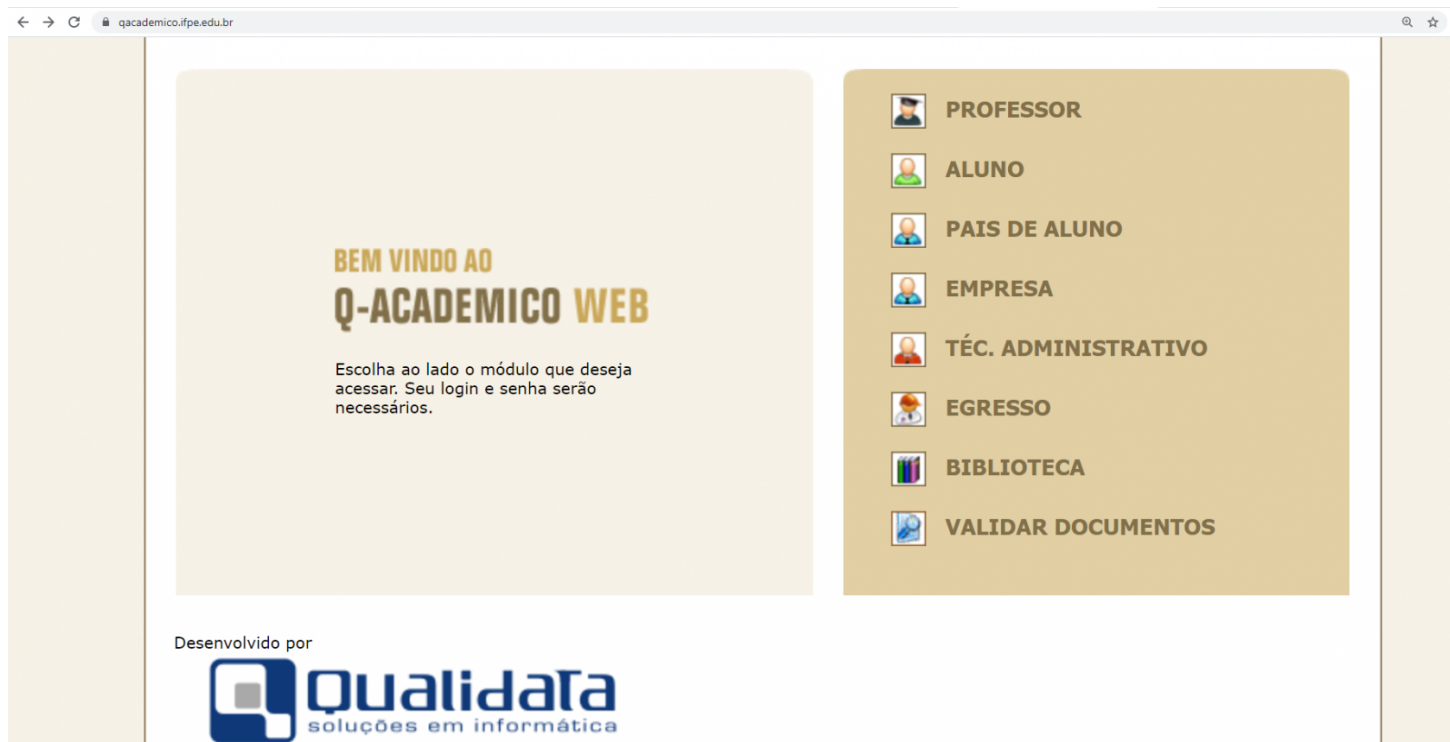 qacademico.ifpe.edu.br
BEM VINDO AO
Q-ACADEMICO WEB
Escolha ao lado o módulo que deseja
acessar. Seu login e senha serão
necessários.
PROFESSOR
ALUNO
PAIS DE ALUNO
EMPRESA
TÉC. ADMINISTRATIVO
EGRESSO
BIBLIOTECA
VALIDAR DOCUMENTOS
Desenvolvido por
Qualidata
soluções em informática